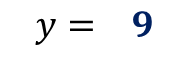 y = 9